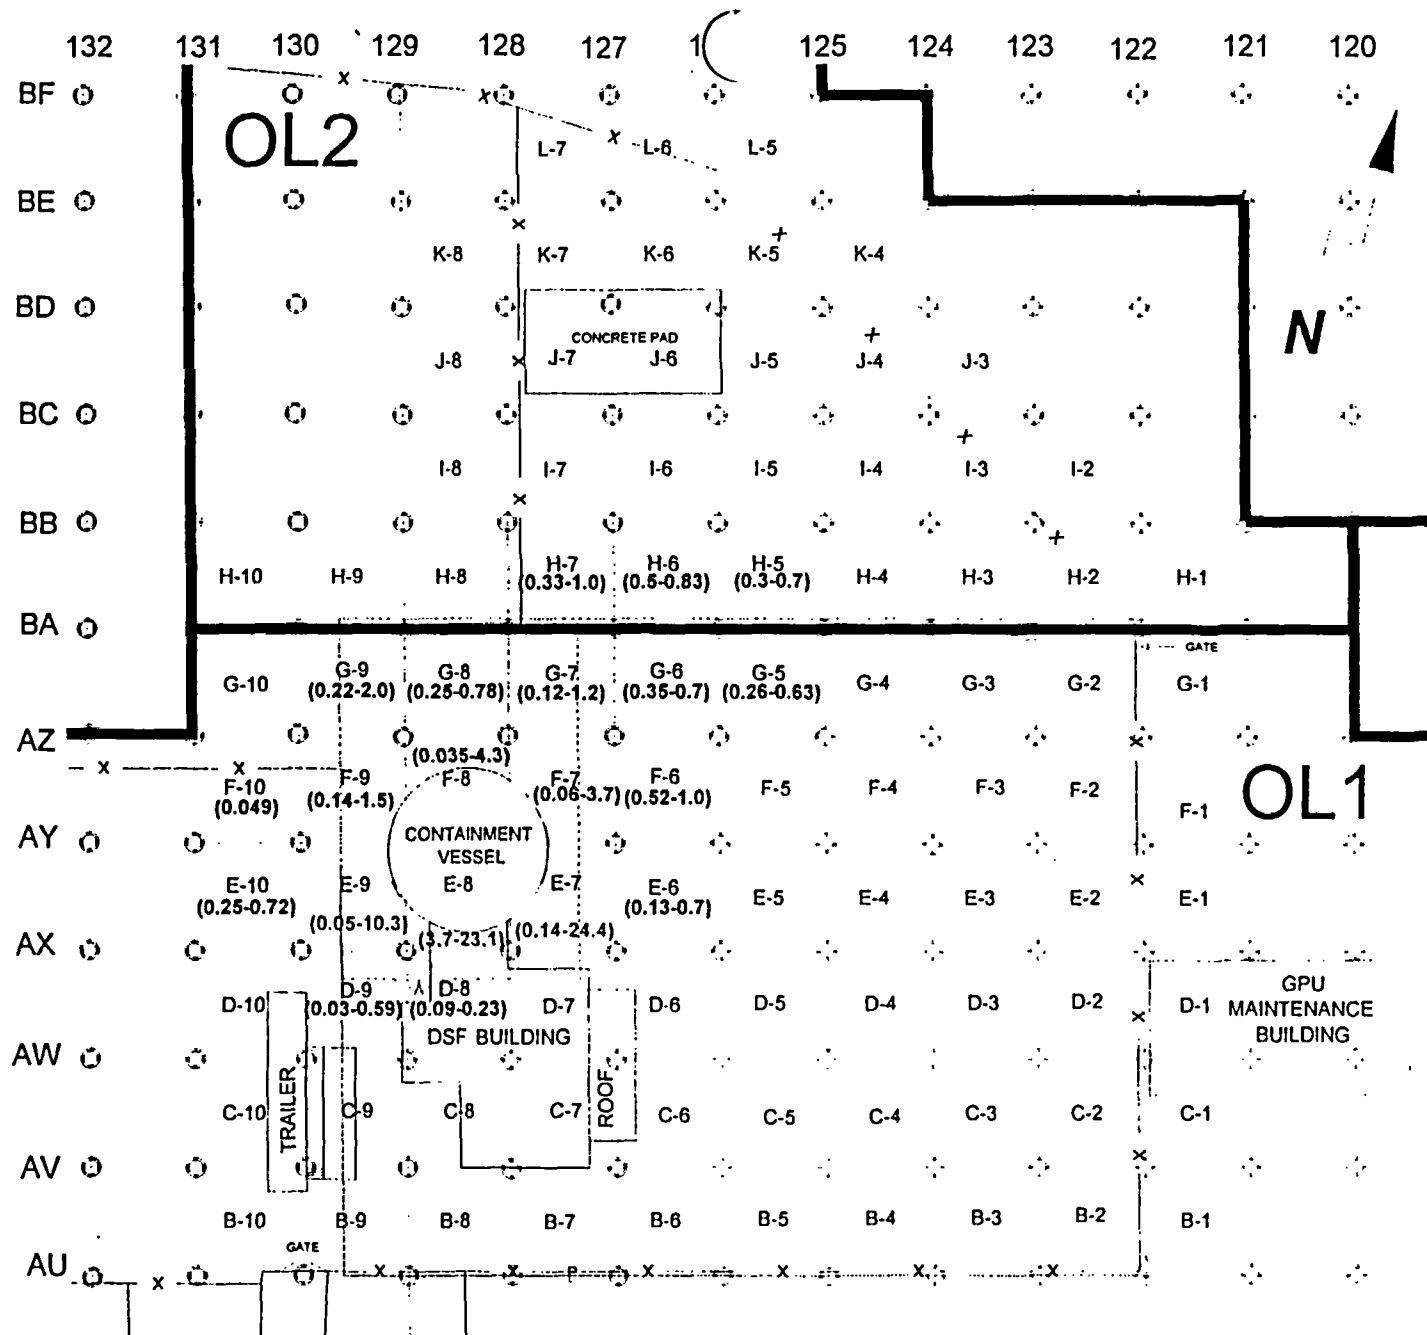 132 131 130 129 128 127 1 125 124 123 122 121 120
BF
OL2
L-7 L-6 L-5
BE
K-8 K-7 K-6 K-5 K-4
BD
CONCRETE PAD
N
J-8 J-7 J-6 J-5 J-4 J-3
BC
I-8 I-7 I-6 I-5 I-4 I-3 I-2
BB
H-10 H-9 H-8 H-7 H-6 H-5 H-4 H-3 H-2 H-1
(0.33-1.0) (0.5-0.83) (0.3-0.7)
BA
GATE
G-10 G-9 G-8 G-7 G-6 G-5 G-4 G-3 G-2 G-1
(0.22-2.0) (0.25-0.78) (0.12-1.2) (0.35-0.7) (0.26-0.63)
AZ
(0.035-4.3)
F-10 F-9 F-8 F-7 F-6 F-5 F-4 F-3 F-2 F-1
(0.049) (0.14-1.5) (0.06-3.7) (0.52-1.0)
OL1
AY
CONTAINMENT
VESSEL
E-10 E-9 E-8 E-7 E-6 E-5 E-4 E-3 E-2 E-1
(0.25-0.72) (0.13-0.7)
(0.05-10.3) (3.7-23.1) (0.14-24.4)
AX
D-10 D-9 D-8 D-7 D-6 D-5 D-4 D-3 D-2 D-1
(0.03-0.59) (0.09-0.23)
GPU
MAINTENANCE
BUILDING
DSF BUILDING
AW
TRAILER
ROOF
C-10 C-9 C-8 C-7 C-6 C-5 C-4 C-3 C-2 C-1
AV
B-10 B-9 B-8 B-7 B-6 B-5 B-4 B-3 B-2 B-1
GATE
AU